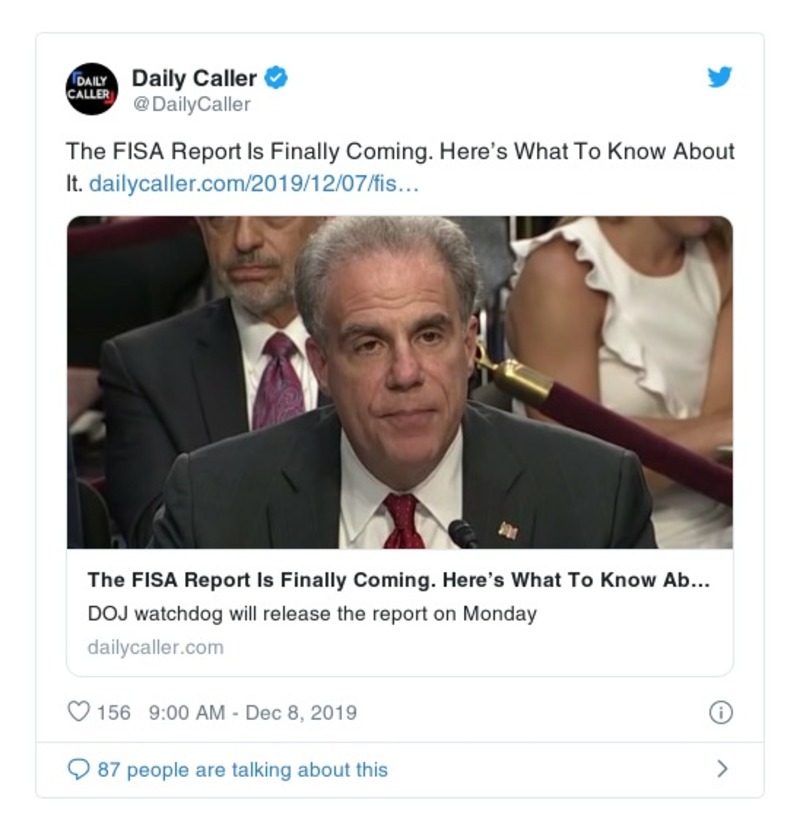 DAILY
CALLER
Daily Caller
@DailyCaller
The FISA Report Is Finally Coming. Here’s What To Know About
It. dailycaller.com/2019/12/07/fis…
The FISA Report Is Finally Coming. Here’s What To Know Ab...
DOJ watchdog will release the report on Monday
dailycaller.com
156 9:00 AM - Dec 8, 2019
87 people are talking about this